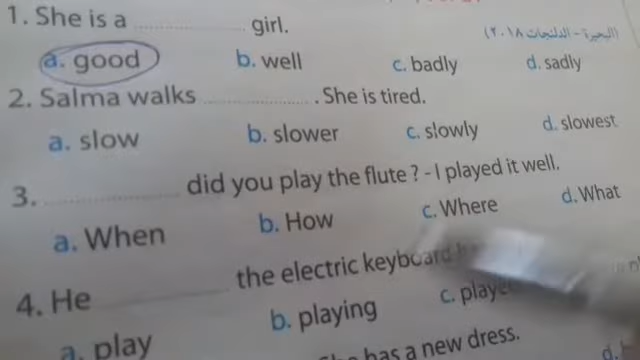 1. She is a .................... girl.
(البحيرة - الدلنجات ٢٠١٨)
a. good b. well c. badly d. sadly
2. Salma walks .................... . She is tired.
a. slow b. slower c. slowly d. slowest
3. .................... did you play the flute ? - I played it well.
a. When b. How c. Where d. What
4. He .................... the electric keyboard
a. play b. playing c.
has a new dress.
d.